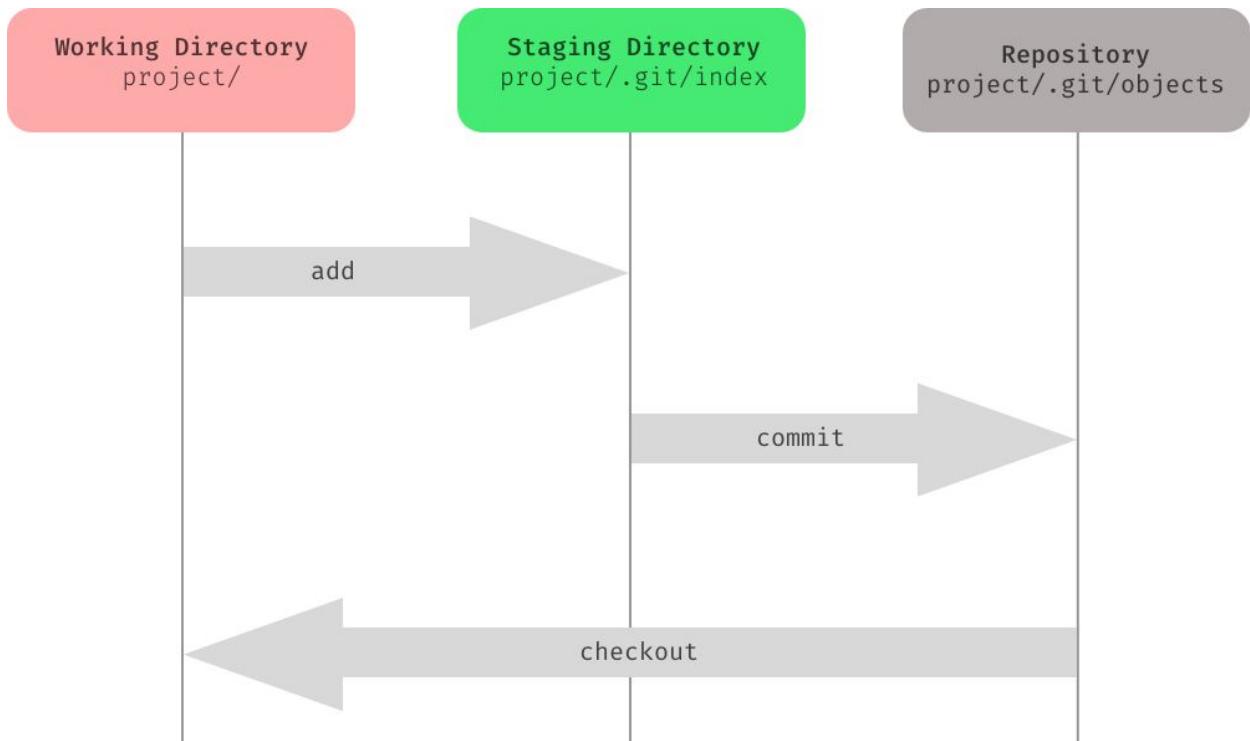 Working Directory
project/
Staging Directory
project/.git/index
Repository
project/.git/objects
add
commit
checkout